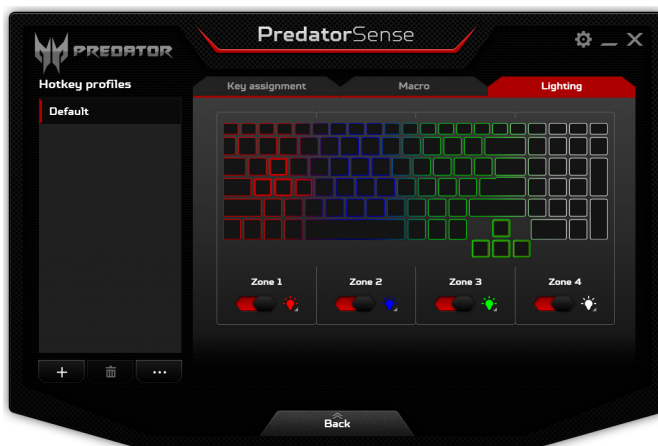 PredatorSense
PREDATOR
Hotkey profiles
Default
Key assignment
Macro
Lighting
Zone 1
Zone 2
Zone 3
Zone 4
Back